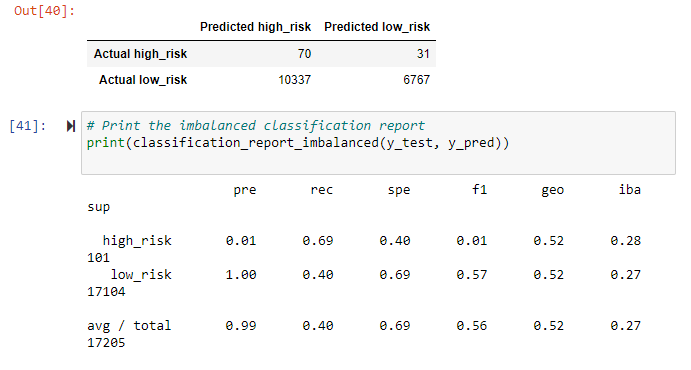 Out[40]:
Predicted high_risk Predicted low_risk
Actual high_risk 70 31
Actual low_risk 10337 6767
[41]: # Print the imbalanced classification report
print(classification_report_imbalanced(y_test, y_pred))
pre rec spe f1 geo iba
sup
high_risk 0.01 0.69 0.40 0.01 0.52 0.28
101
low_risk 1.00 0.40 0.69 0.57 0.52 0.27
17104
avg / total 0.99 0.40 0.69 0.56 0.52 0.27
17205